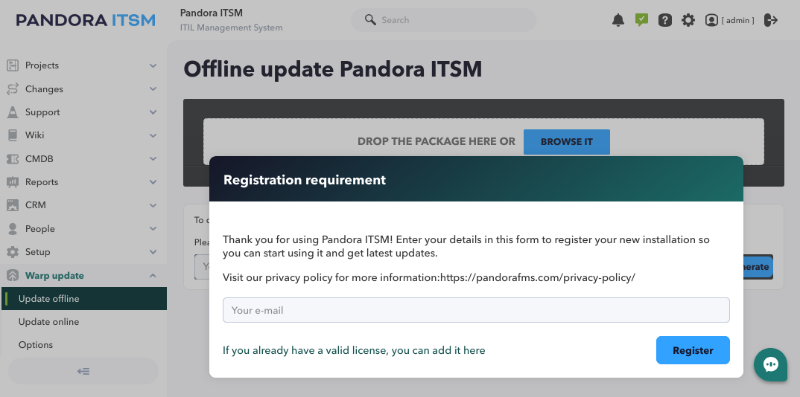 PANDORA ITSM
Pandora ITSM
ITIL Management System
Search
[ admin ]
Projects
Changes
Support
Wiki
CMDB
Reports
CRM
People
Setup
Warp update
Update offline
Update online
Options
Offline update Pandora ITSM
DROP THE PACKAGE HERE OR
BROWSE IT
Registration requirement
Thank you for using Pandora ITSM! Enter your details in this form to register your new installation so
you can start using it and get latest updates.
Visit our privacy policy for more information:https://pandorafms.com/privacy-policy/
Your e-mail
If you already have a valid license, you can add it here
Register